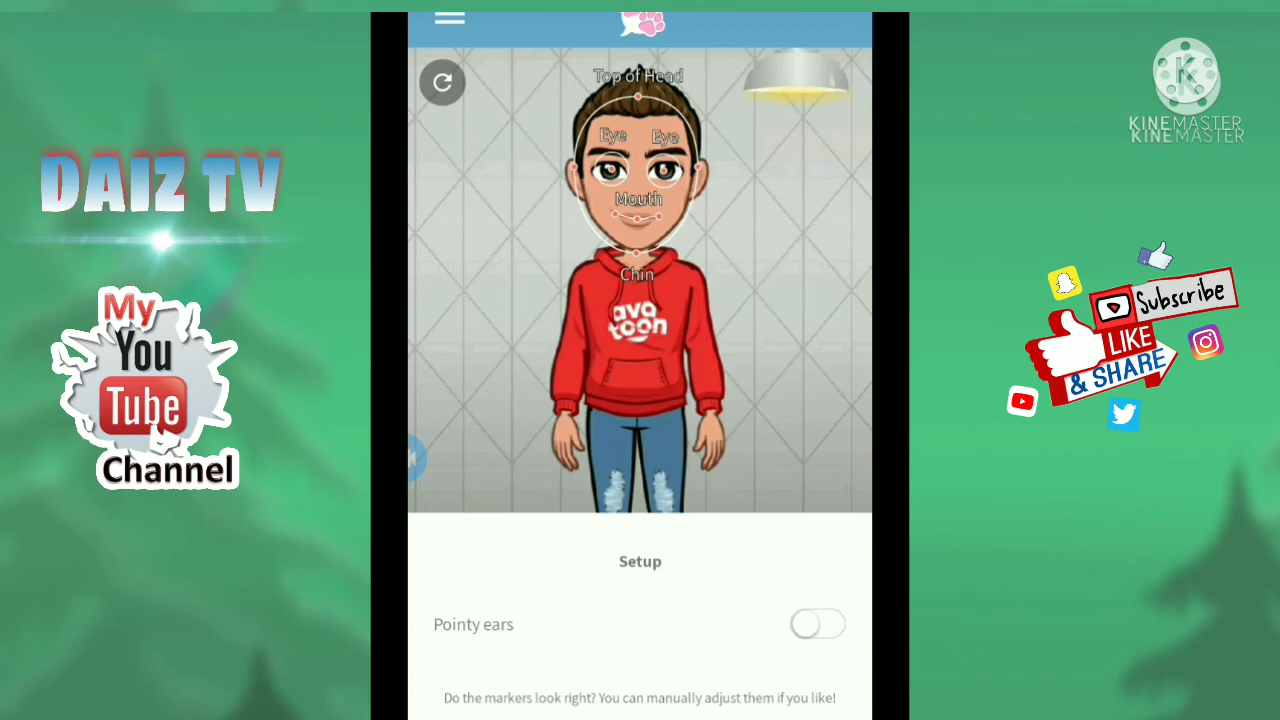 DAIZ TV
My
You
Tube
Channel
Top of Head
Eye Eye
Mouth
Chin
ava
toon
Setup
Pointy ears
Do the markers look right? You can manually adjust them if you like!
K
KINEMASTER
KINEMASTER
Subscribe
LIKE
& SHARE